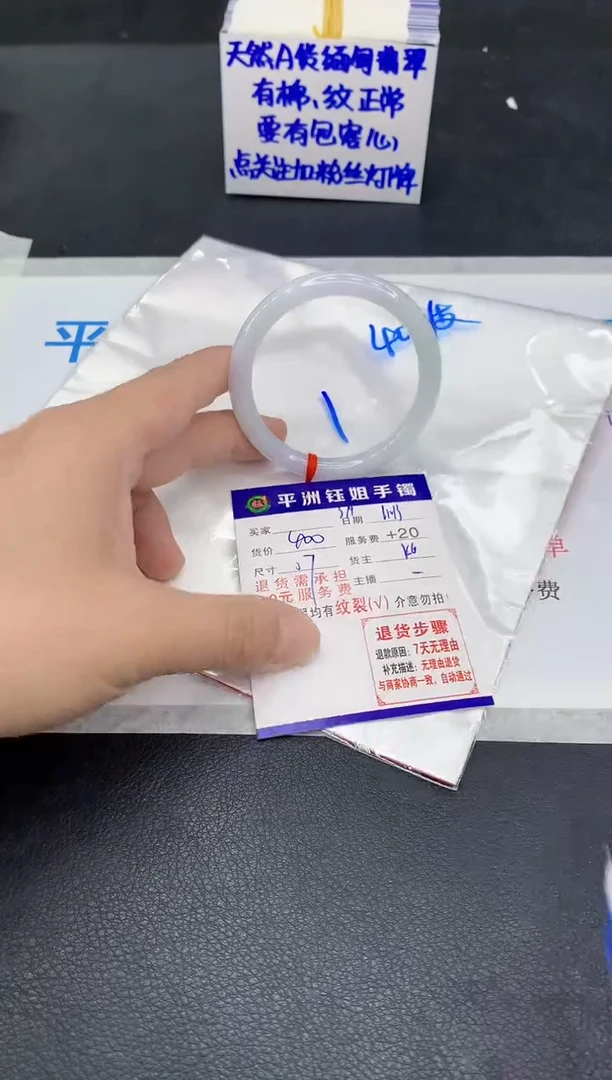 天然A货缅甸翡翠
有棉、纹正常
要有包容心
点关注加粉丝灯牌
平
平洲钰姐手镯
买家
日期
货价 400 服务费 +20
尺寸 57 货主
主播 -
退货需承担
元服务费
均有纹裂(√) 介意勿拍
退货步骤
退款原因: 7天无理由
补充描述: 无理由退货
与商家协商一致, 自动通过
单
费